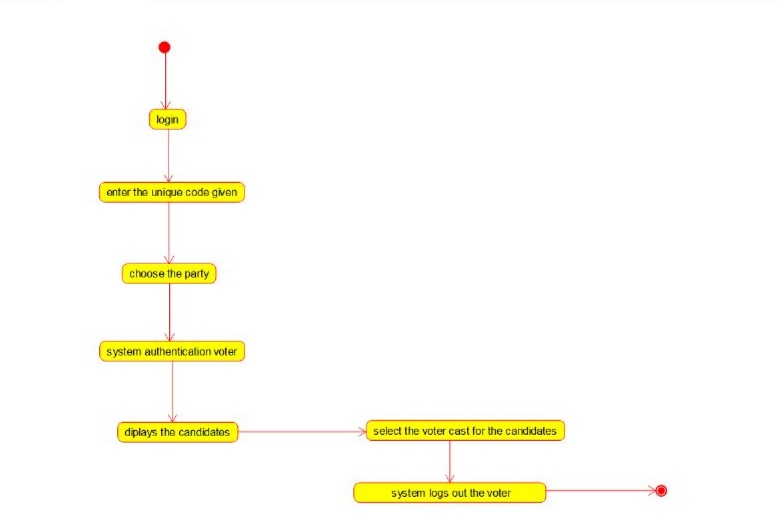 login
enter the unique code given
choose the party
system authentication voter
diplays the candidates
select the voter cast for the candidates
system logs out the voter